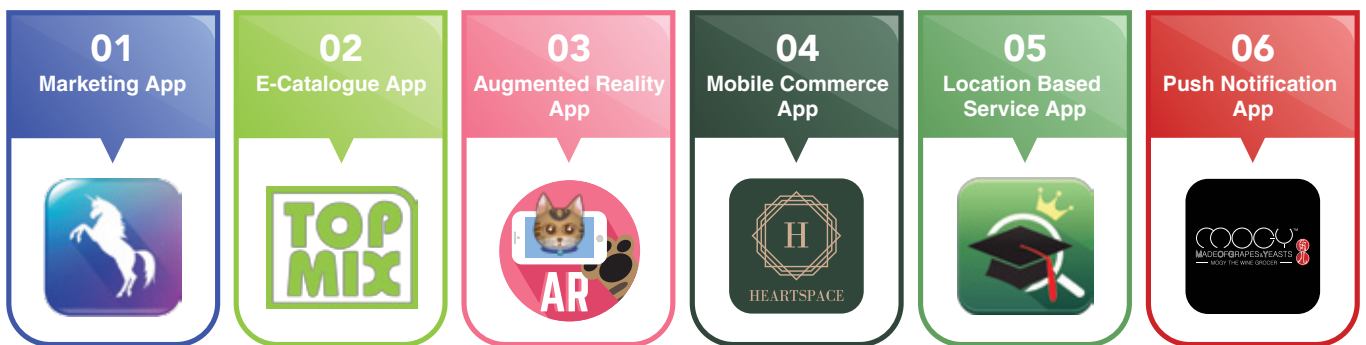 01
Marketing App
02
E-Catalogue App
TOP
MIX
03
Augmented Reality
App
AR
04
Mobile Commerce
App
H
HEARTSPACE
05
Location Based
Service App
06
Push Notification
App
MOGY™
MADEOFGRAPES&YEASTS
MOGY THE WINE GROCER